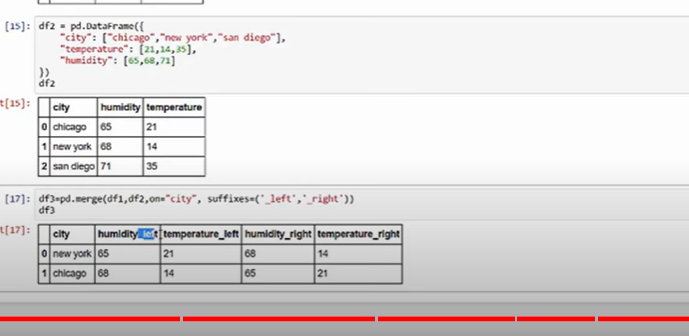 [15]: df2 = pd.DataFrame({
"city": ["chicago","new york","san diego"],
"temperature": [21,14,35],
"humidity": [65,68,71]
})
df2
t[15]:
city humidity temperature
0 chicago 65 21
1 new york 68 14
2 san diego 71 35
[17]: df3=pd.merge(df1,df2,on="city", suffixes=('_left','_right'))
df3
t[17]:
city humidity_left temperature_left humidity_right temperature_right
0 new york 65 21 68 14
1 chicago 68 14 65 21